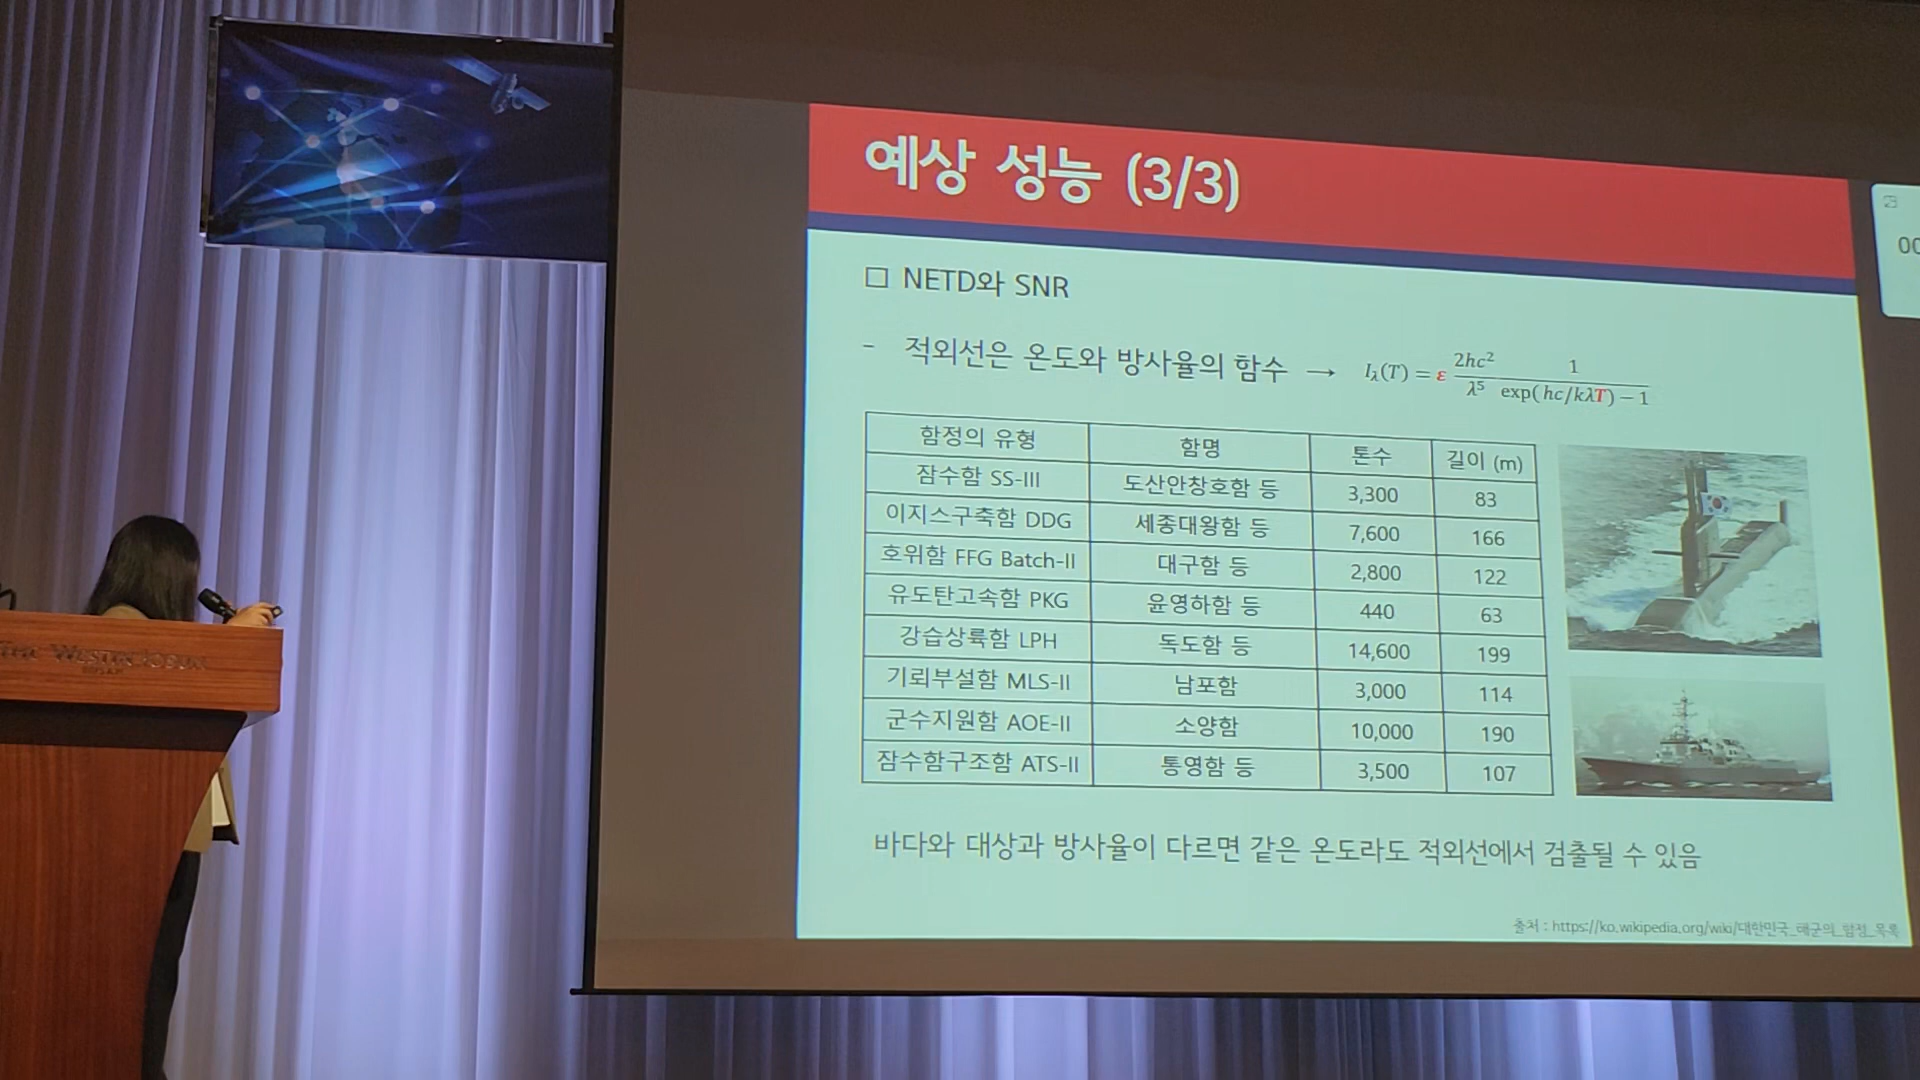 예상 성능 (3/3)
00
□ NETD와 SNR
- 적외선은 온도와 방사율의 함수 → I_λ(T) = ε 2hc²/λ⁵ 1/exp(hc/kλT) − 1
함정의 유형 함명 톤수 길이 (m)
잠수함 SS-III 도산안창호함 등 3,300 83
이지스구축함 DDG 세종대왕함 등 7,600 166
호위함 FFG Batch-II 대구함 등 2,800 122
유도탄고속함 PKG 윤영하함 등 440 63
강습상륙함 LPH 독도함 등 14,600 199
기뢰부설함 MLS-II 남포함 3,000 114
군수지원함 AOE-II 소양함 10,000 190
잠수함구조함 ATS-II 통영함 등 3,500 107
바다와 대상과 방사율이 다르면 같은 온도라도 적외선에서 검출될 수 있음
출처 : https://ko.wikipedia.org/wiki/대한민국_해군의_함정_목록
WESTIN JOSUN
BUSAN